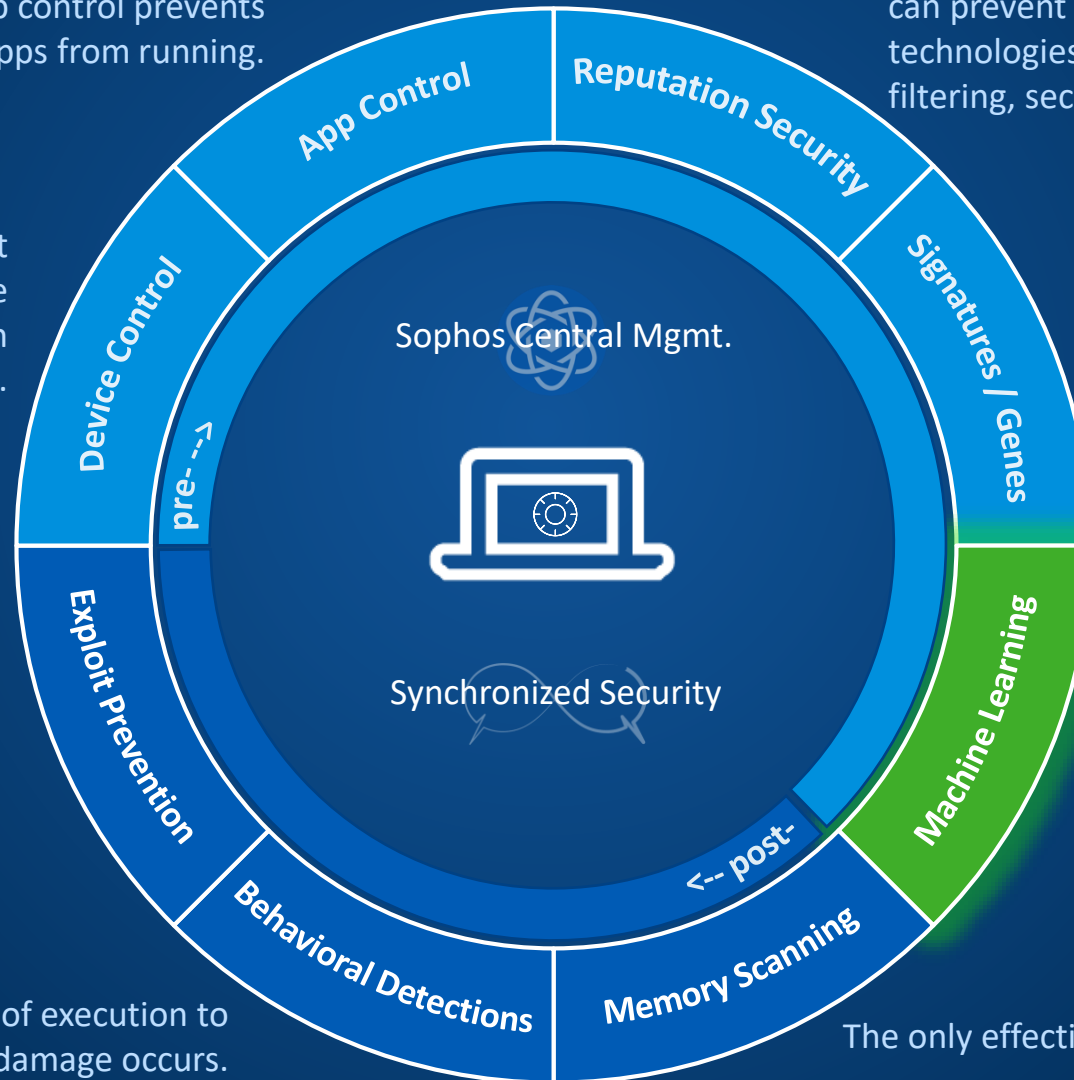 control prevents
apps from running.
can prevent
technologies
filtering, sec
App Control
Reputation Security
Device Control
Signatures / Genes
.
pre- -->
Sophos Central Mgmt.
Synchronized Security
Exploit Prevention
Machine Learning
<-- post-
Behavioral Detections
Memory Scanning
of execution to
damage occurs.
The only effecti